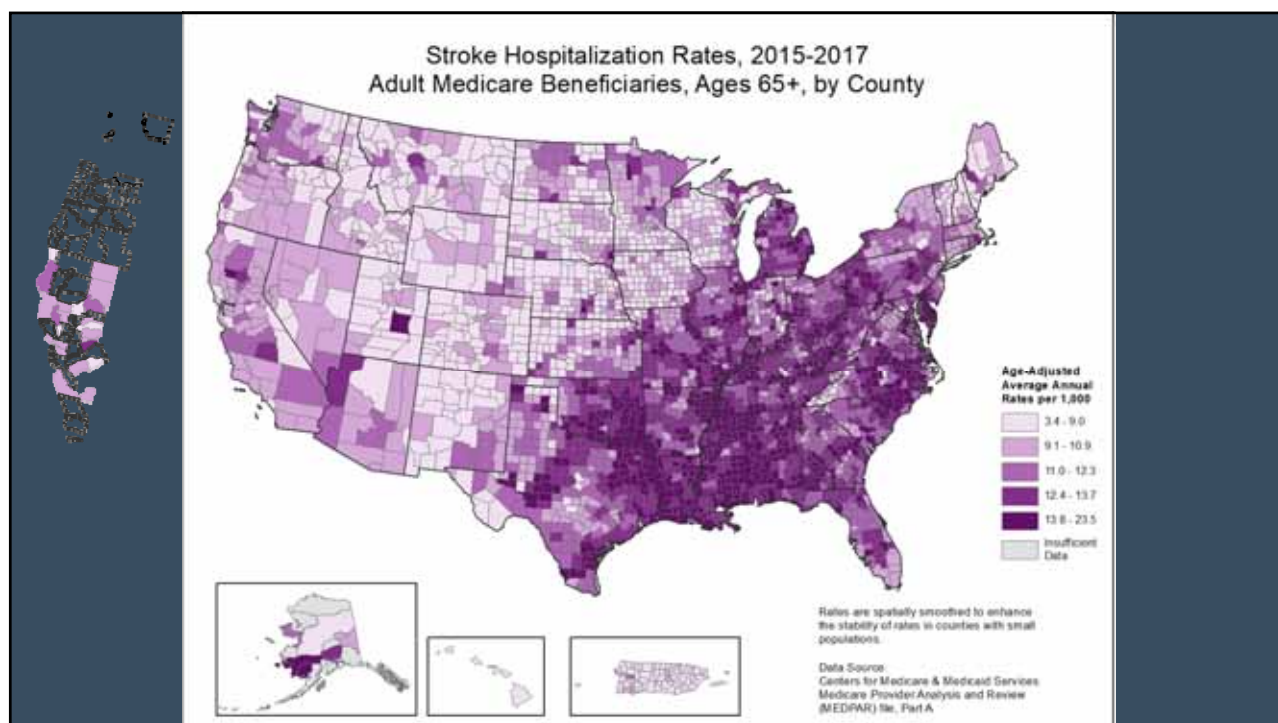 Stroke Hospitalization Rates, 2015-2017
Adult Medicare Beneficiaries, Ages 65+, by County
Age-Adjusted
Average Annual
Rates per 1,000
3.4 - 9.0
9.1 - 10.9
11.0 - 12.3
12.4 - 13.7
13.8 - 23.5
Insufficient
Data
Rates are spatially smoothed to enhance
the stability of rates in counties with small
populations.
Data Source:
Centers for Medicare & Medicaid Services
Medicare Provider Analysis and Review
(MEDPAR) file, Part A